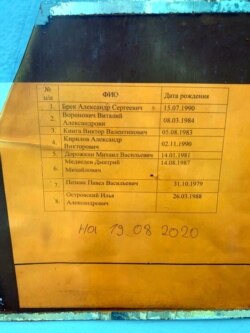 № п/п ФИО Дата рождения
1. Брек Александр Сергеевич 15.07.1990
2. Воронович Виталий Александрови 08.03.1984
3. Книга Виктор Валентинович 05.08.1983
4. Кирилов Александр Викторович 02.11.1990
5. Дорожкин Михаил Васильевич 14.01.1981
6. Медведев Дмитрий Михайлович 14.08.1987
7. Павел Васильевич 31.10.1979
8. Островский Илья Александрович 26.03.1988
На 19 08 2020